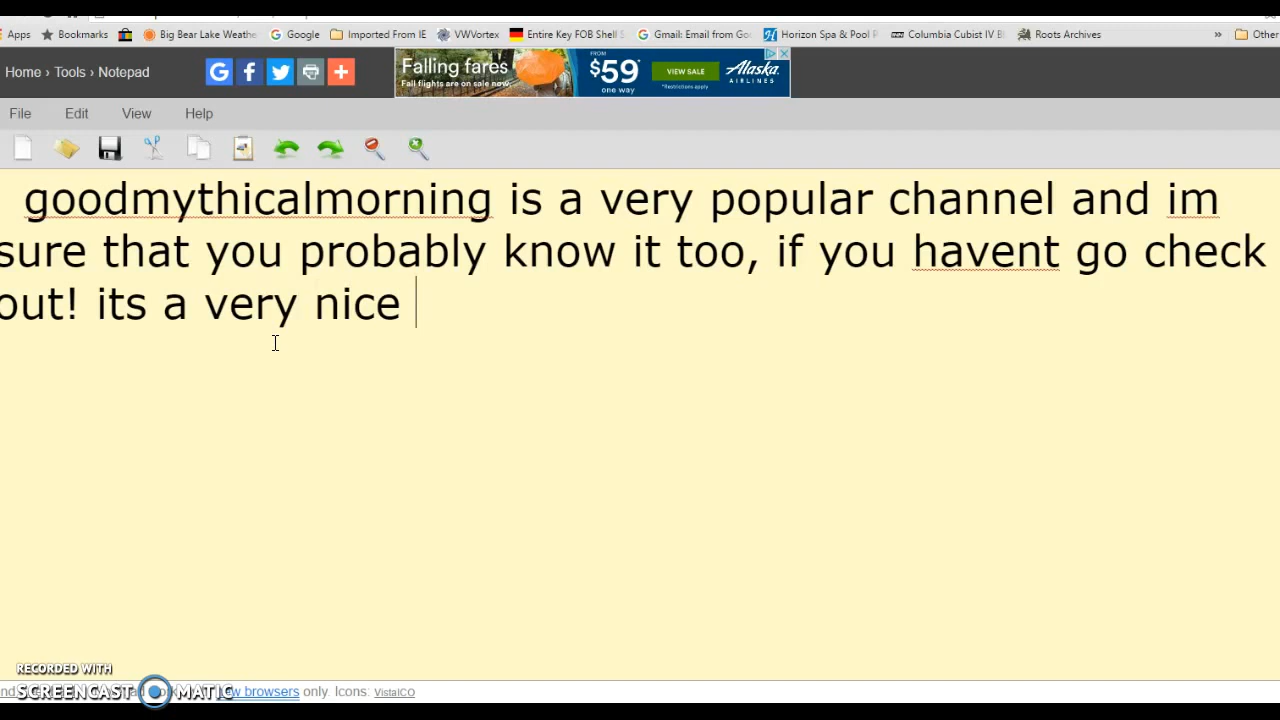 Apps Bookmarks Big Bear Lake Weathe Google Imported From IE VWVortex Entire Key FOB Shell S Gmail: Email from Goo Horizon Spa & Pool Columbia Cubist IV B Roots Archives » Other
Home › Tools › Notepad
Falling fares
Fall flights are on sale now.
FROM
$59*
one way
VIEW SALE
*Restrictions apply
Alaska
AIRLINES
File Edit View Help
goodmythicalmorning is a very popular channel and im
sure that you probably know it too, if you havent go check
out! its a very nice
RECORDED WITH
SCREENCAST MATIC
browsers only. Icons: VistaICO